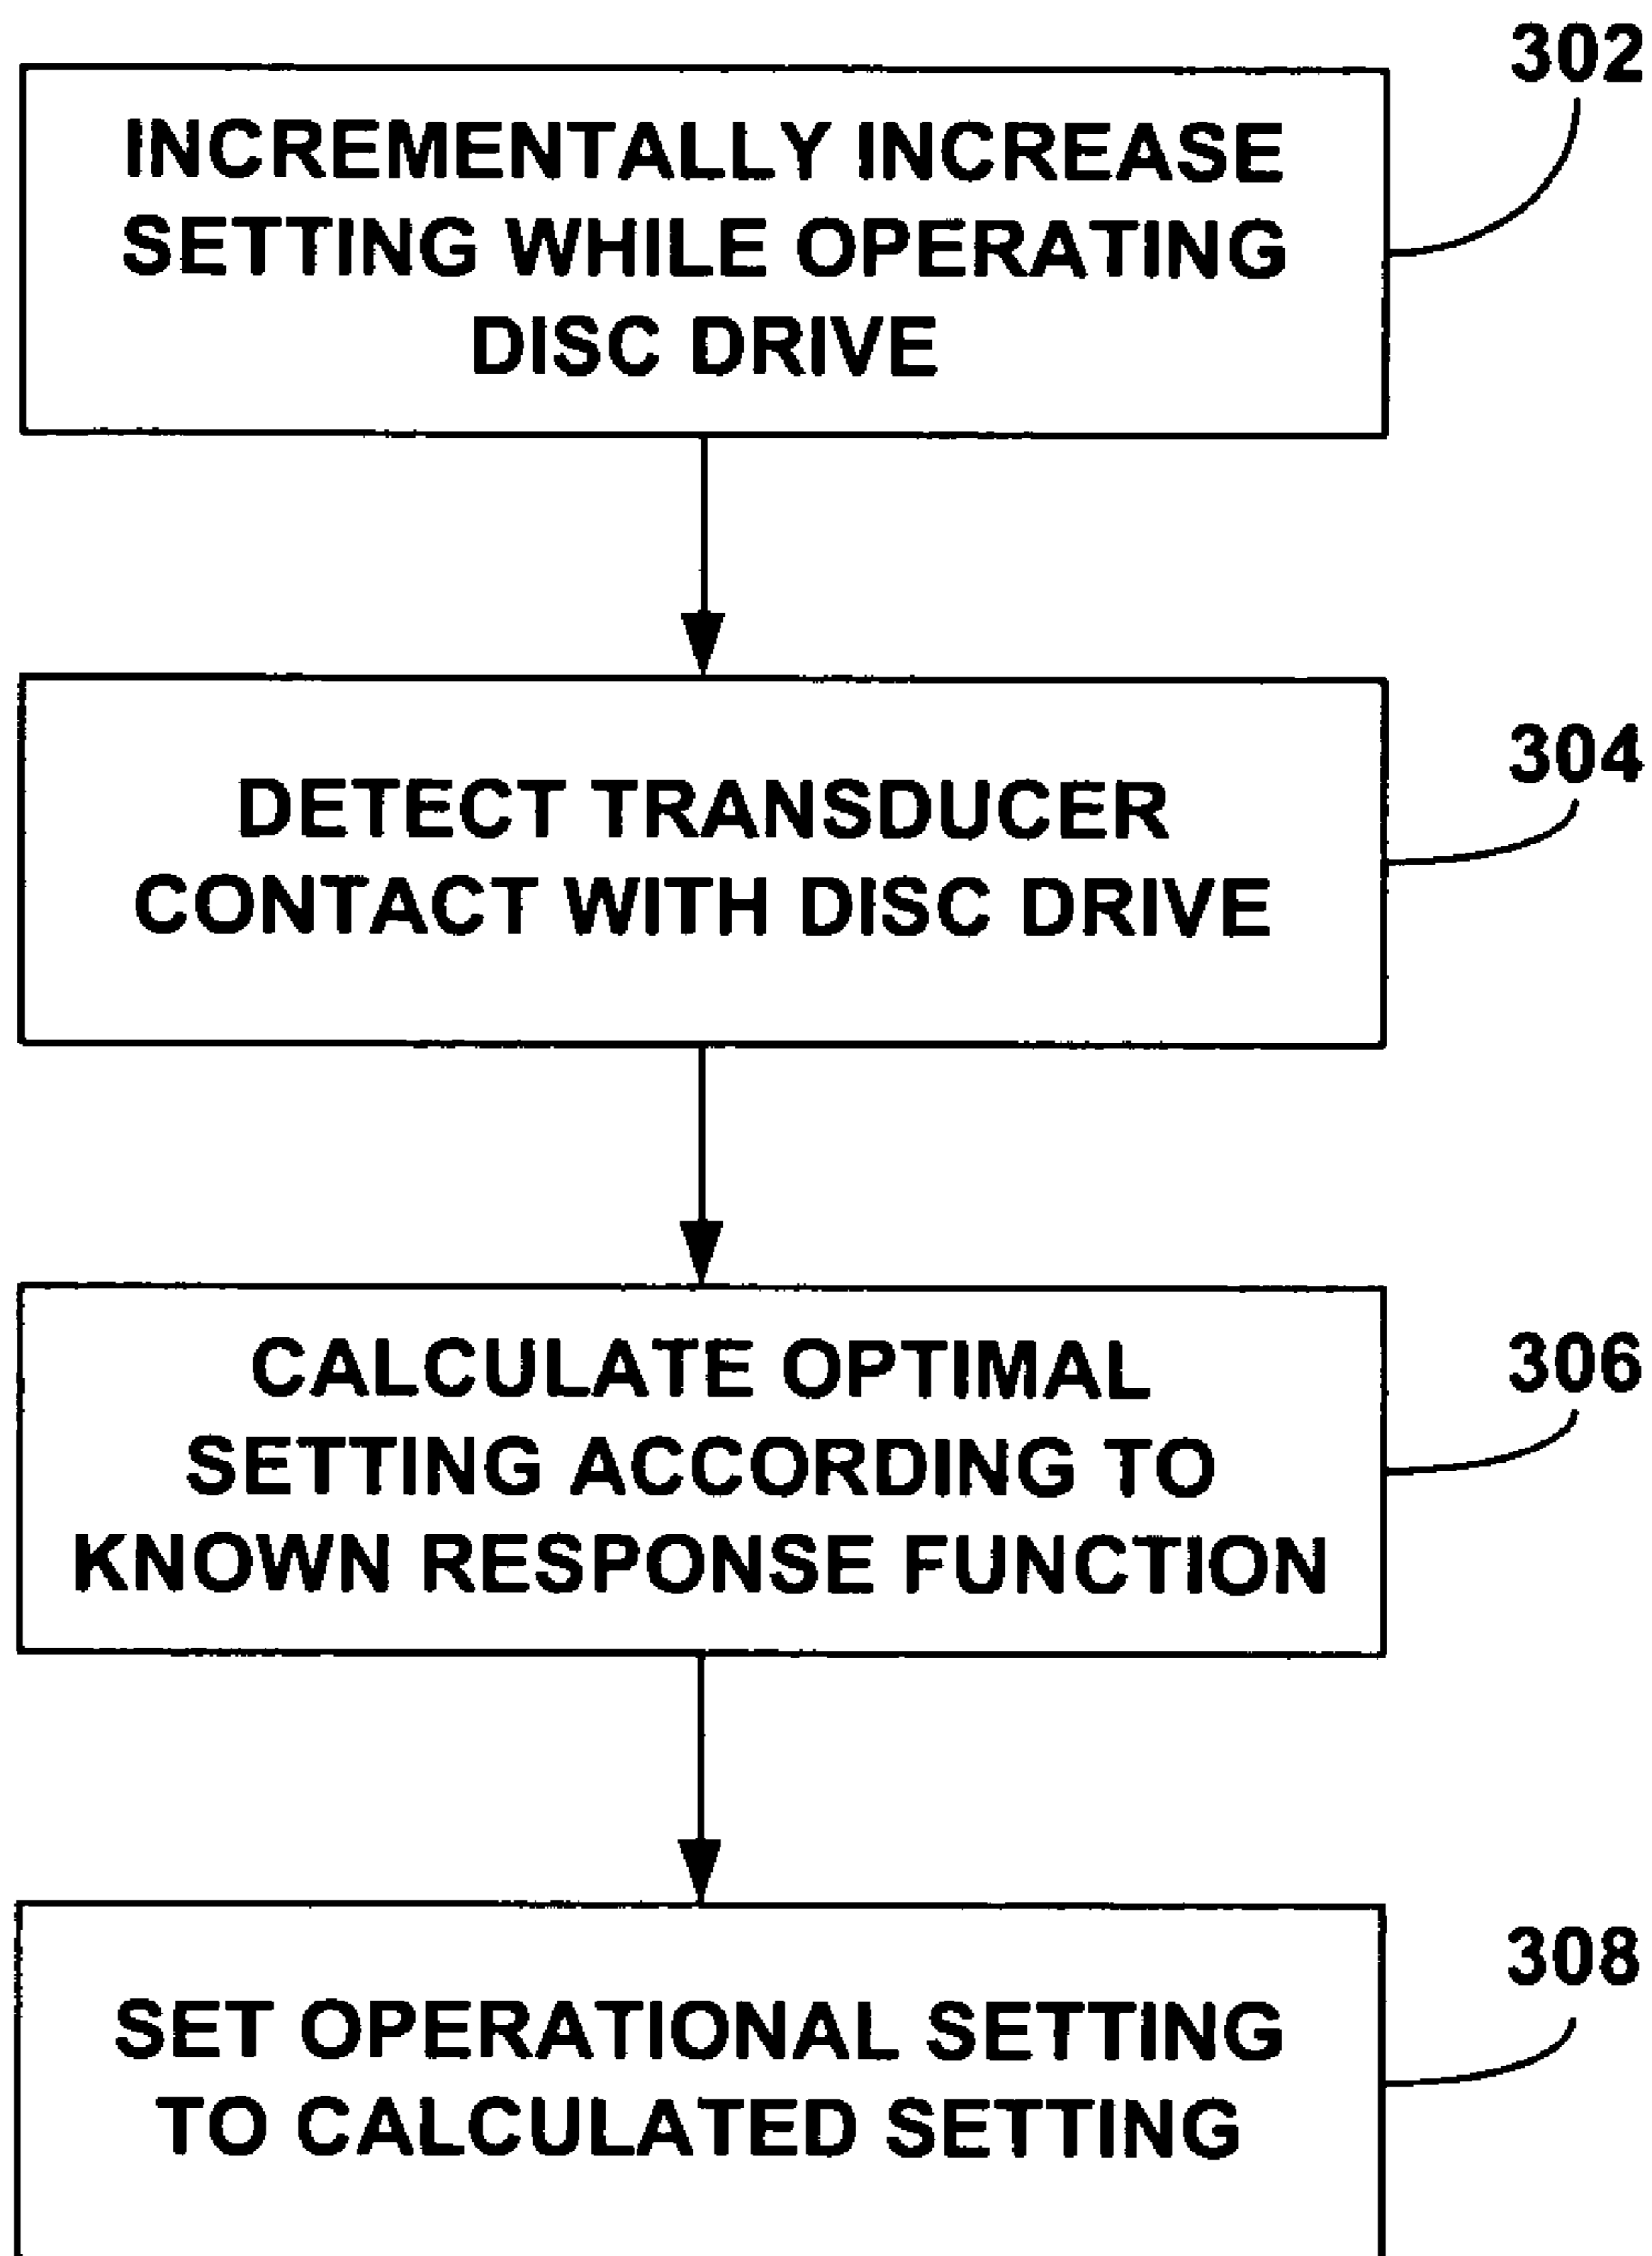 302
INCREMENTALLY INCREASE
SETTING WHILE OPERATING
DISC DRIVE
304
DETECT TRANSDUCER
CONTACT WITH DISC DRIVE
306
CALCULATE OPTIMAL
SETTING ACCORDING TO
KNOWN RESPONSE FUNCTION
308
SET OPERATIONAL SETTING
TO CALCULATED SETTING